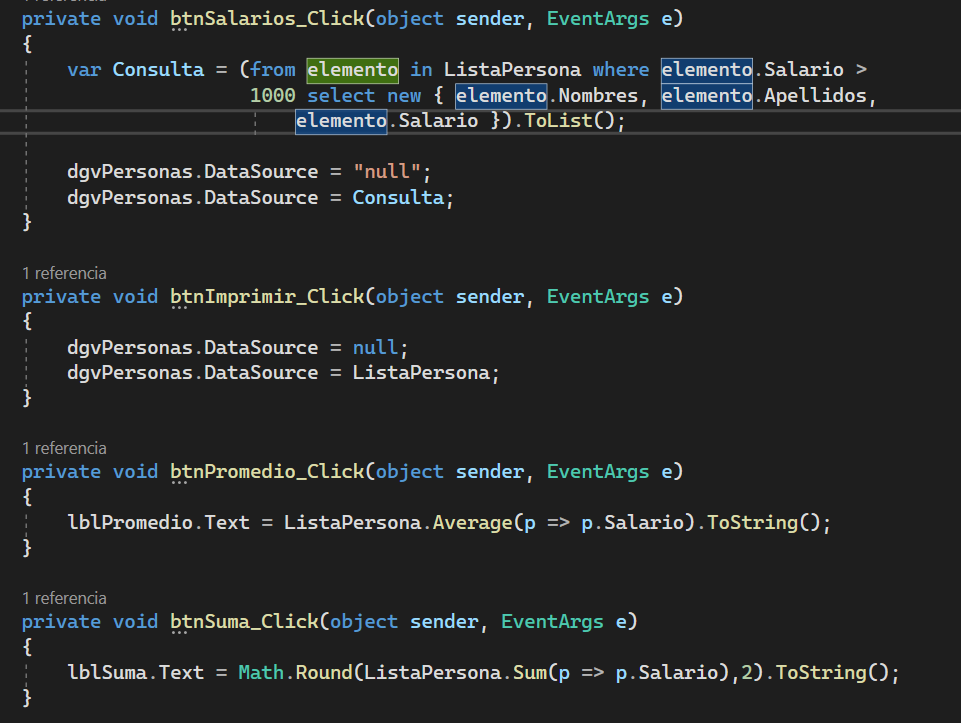 private void btnSalarios_Click(object sender, EventArgs e)
{
var Consulta = (from elemento in ListaPersona where elemento.Salario >
1000 select new { elemento.Nombres, elemento.Apellidos,
elemento.Salario }).ToList();
dgvPersonas.DataSource = "null";
dgvPersonas.DataSource = Consulta;
}
1 referencia
private void btnImprimir_Click(object sender, EventArgs e)
{
dgvPersonas.DataSource = null;
dgvPersonas.DataSource = ListaPersona;
}
1 referencia
private void btnPromedio_Click(object sender, EventArgs e)
{
lblPromedio.Text = ListaPersona.Average(p => p.Salario).ToString();
}
1 referencia
private void btnSuma_Click(object sender, EventArgs e)
{
lblSuma.Text = Math.Round(ListaPersona.Sum(p => p.Salario),2).ToString();
}